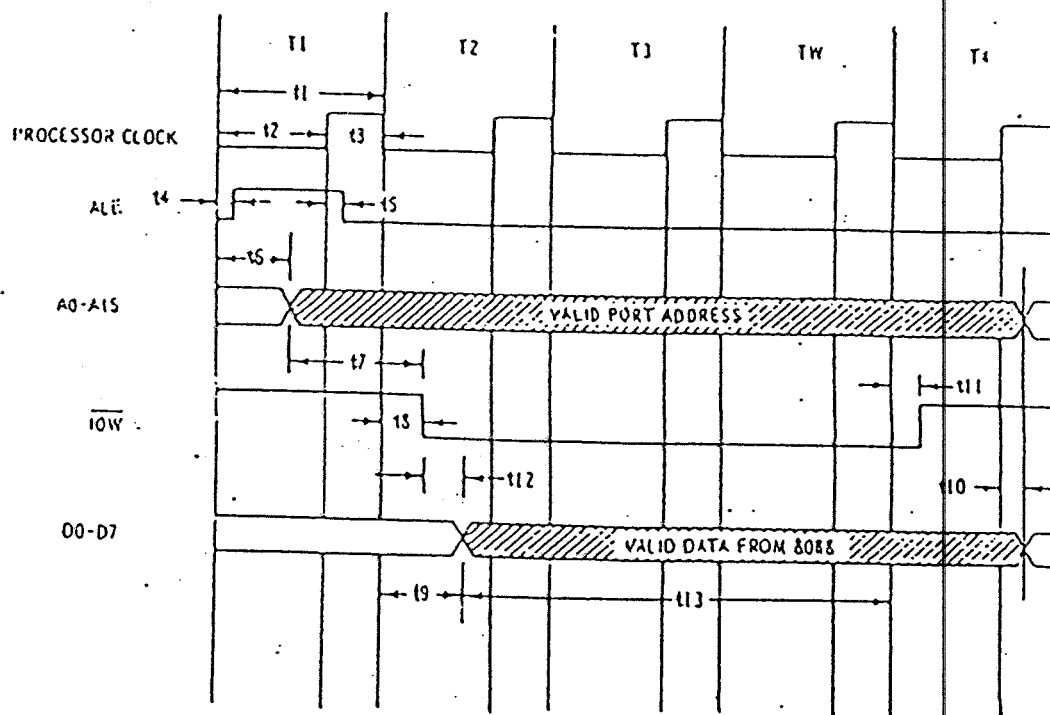 T1 T2 T3 TW T4
t1
t2 t3
PROCESSOR CLOCK
t4 t5
ALE
t6
A0-A15 VALID PORT ADDRESS
t7 t11
IOW t8
t12 t10
D0-D7 VALID DATA FROM 8088
t9 t13